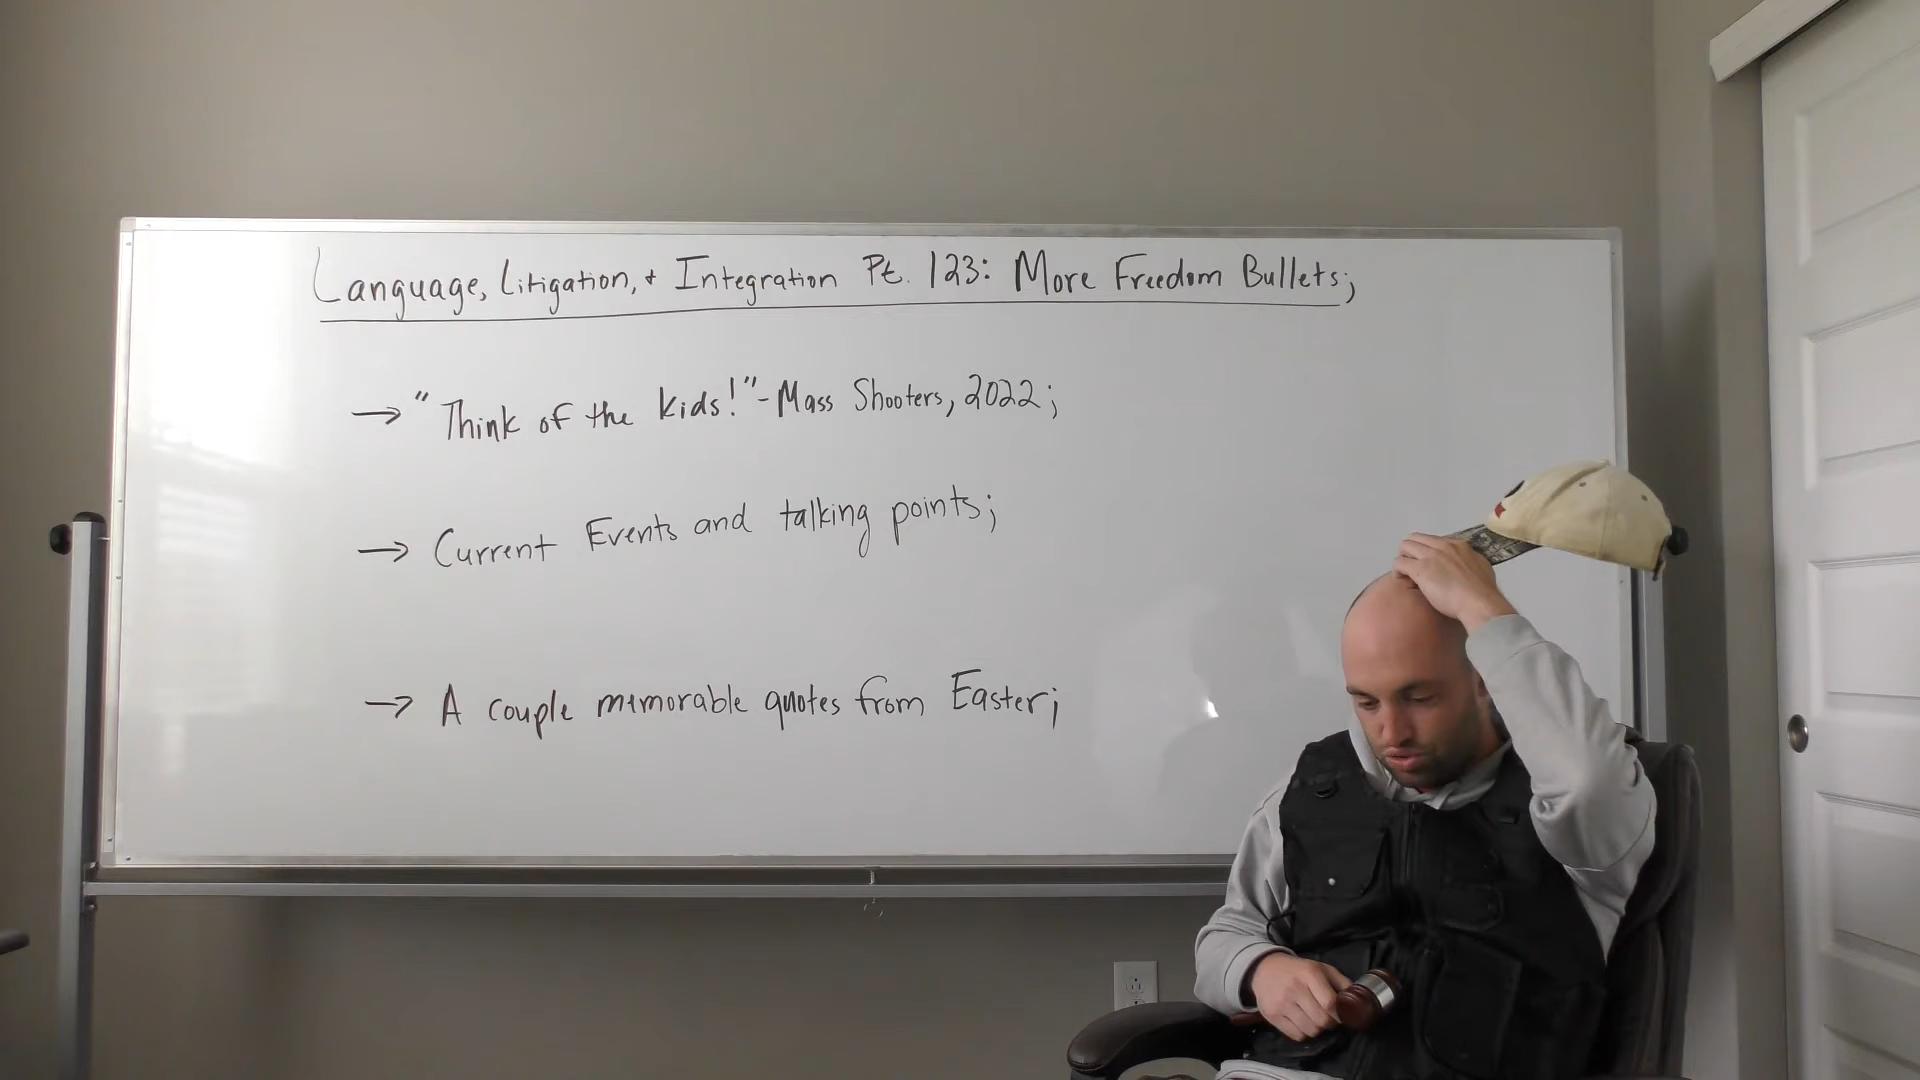 Language, Litigation, + Integration Pt. 123: More Freedom Bullets;
→ "Think of the kids!" - Mass Shooters, 2022;
→ Current Events and talking points;
→ A couple memorable quotes from Easter;